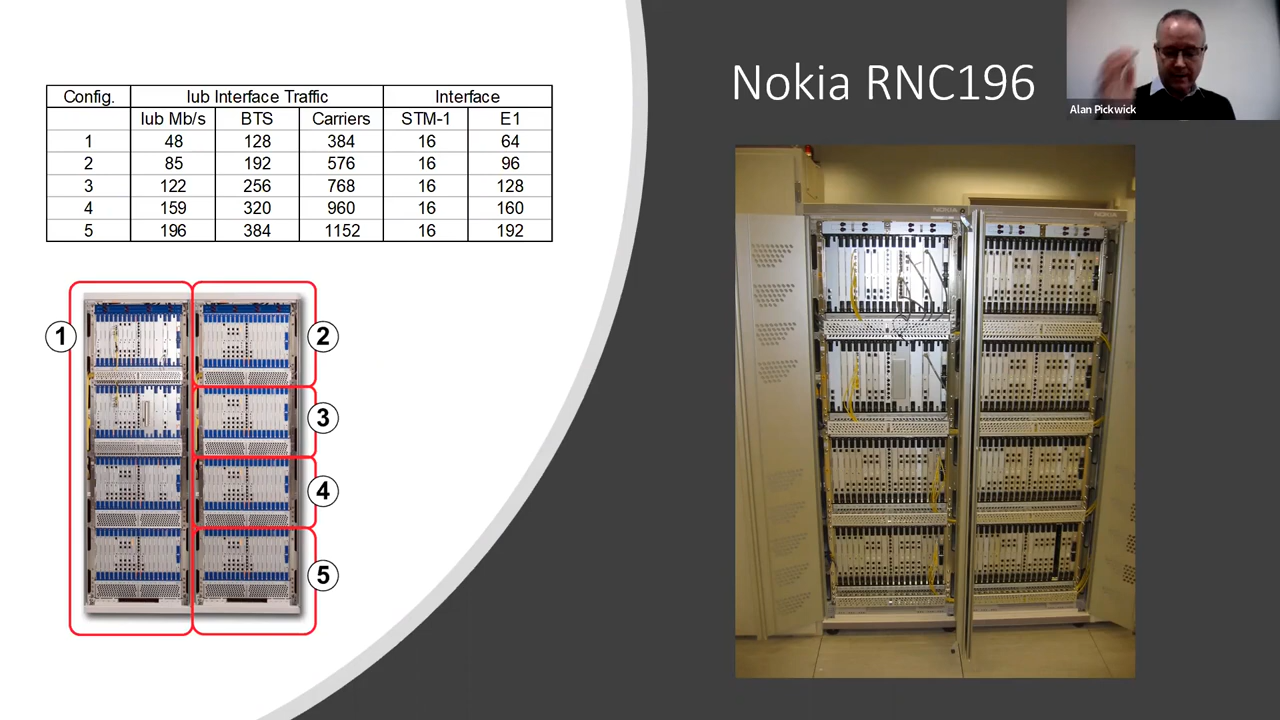 Nokia RNC196
Alan Pickwick
Config. Iub Interface Traffic Interface
Iub Mb/s BTS Carriers STM-1 E1
1 48 128 384 16 64
2 85 192 576 16 96
3 122 256 768 16 128
4 159 320 960 16 160
5 196 384 1152 16 192
1
2
3
4
5
NOKIA
NOKIA